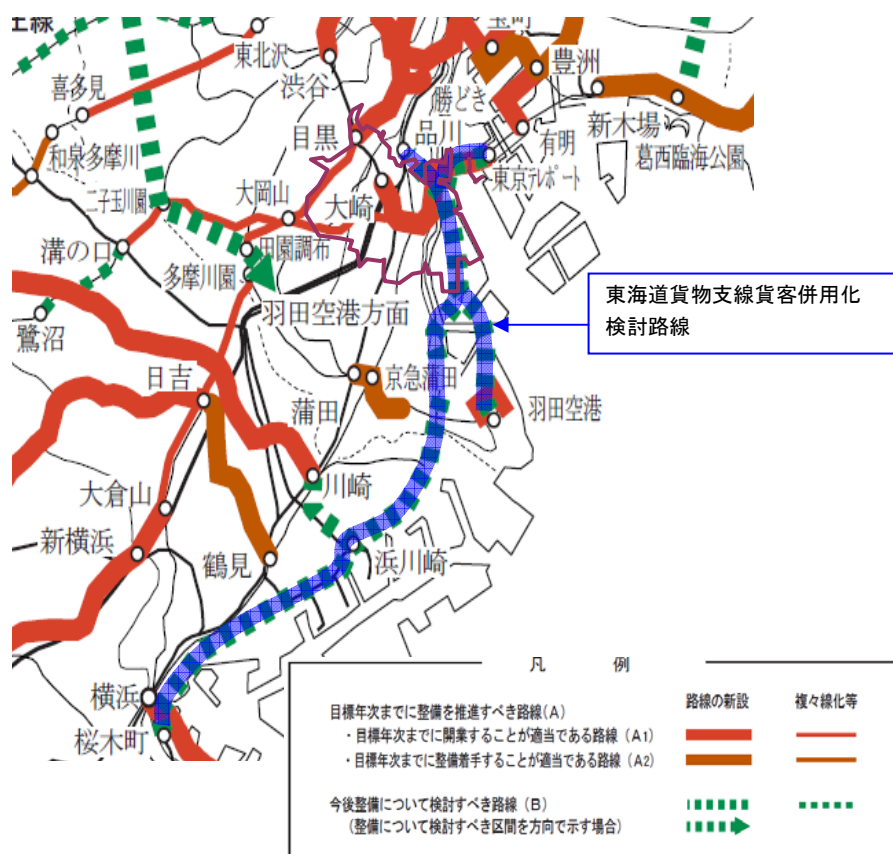 東北沢
渋谷
喜多見
和泉多摩川
二子玉川園
目黒
品川
勝どき
豊洲
有明
新木場
葛西臨海公園
東京テレポート
大岡山
大崎
溝の口
田園調布
多摩川園
鷺沼
羽田空港方面
東海道貨物支線貨客併用化
検討路線
日吉
京急蒲田
蒲田
羽田空港
川崎
大倉山
新横浜
鶴見
浜川崎
横浜
桜木町
凡 例
路線の新設 複々線化等
目標年次までに整備を推進すべき路線(A)
・目標年次までに開業することが適当である路線(A1)
・目標年次までに整備着手することが適当である路線(A2)
今後整備について検討すべき路線(B)
(整備について検討すべき区間を方向で示す場合)